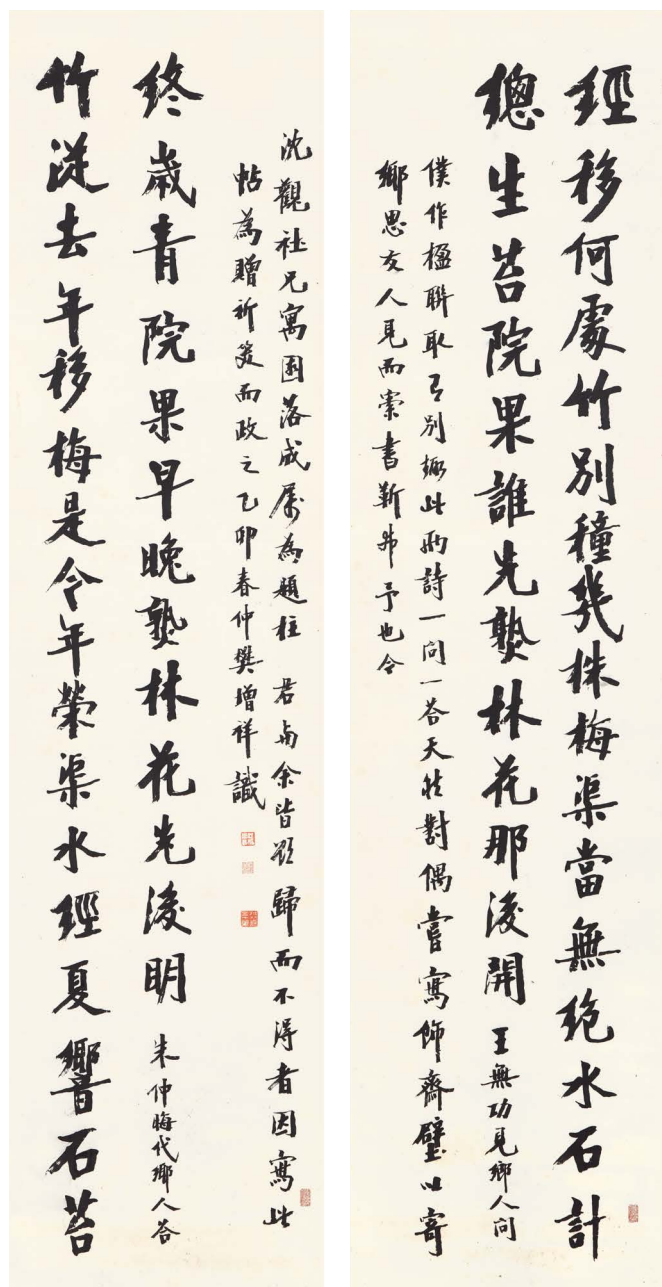 經移何處竹別穜幾株梅渠當無絕水石計
總生苔院果誰先熟林花那後開 王無功見鄉人問
僕作楹聯取有別趣此兩詩一問一答天然對偶嘗寫飾齋壁以寄
鄉思友人見而索書靳弗予也今
竹從去年移梅是今年榮渠水經夏響石苔
終歲青院果早晚熟林花先後明 朱仲晦代鄉人答
沈觀社兄寓園落成屬為題柱 君與余皆欲歸而不得者因寫此
帖為贈祈笑而政之乙卯春仲樊增祥識